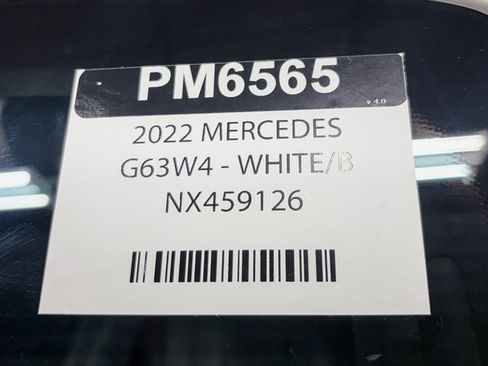 PM6565
v 4.0
2022 MERCEDES
G63W4 - WHITE/B
NX459126